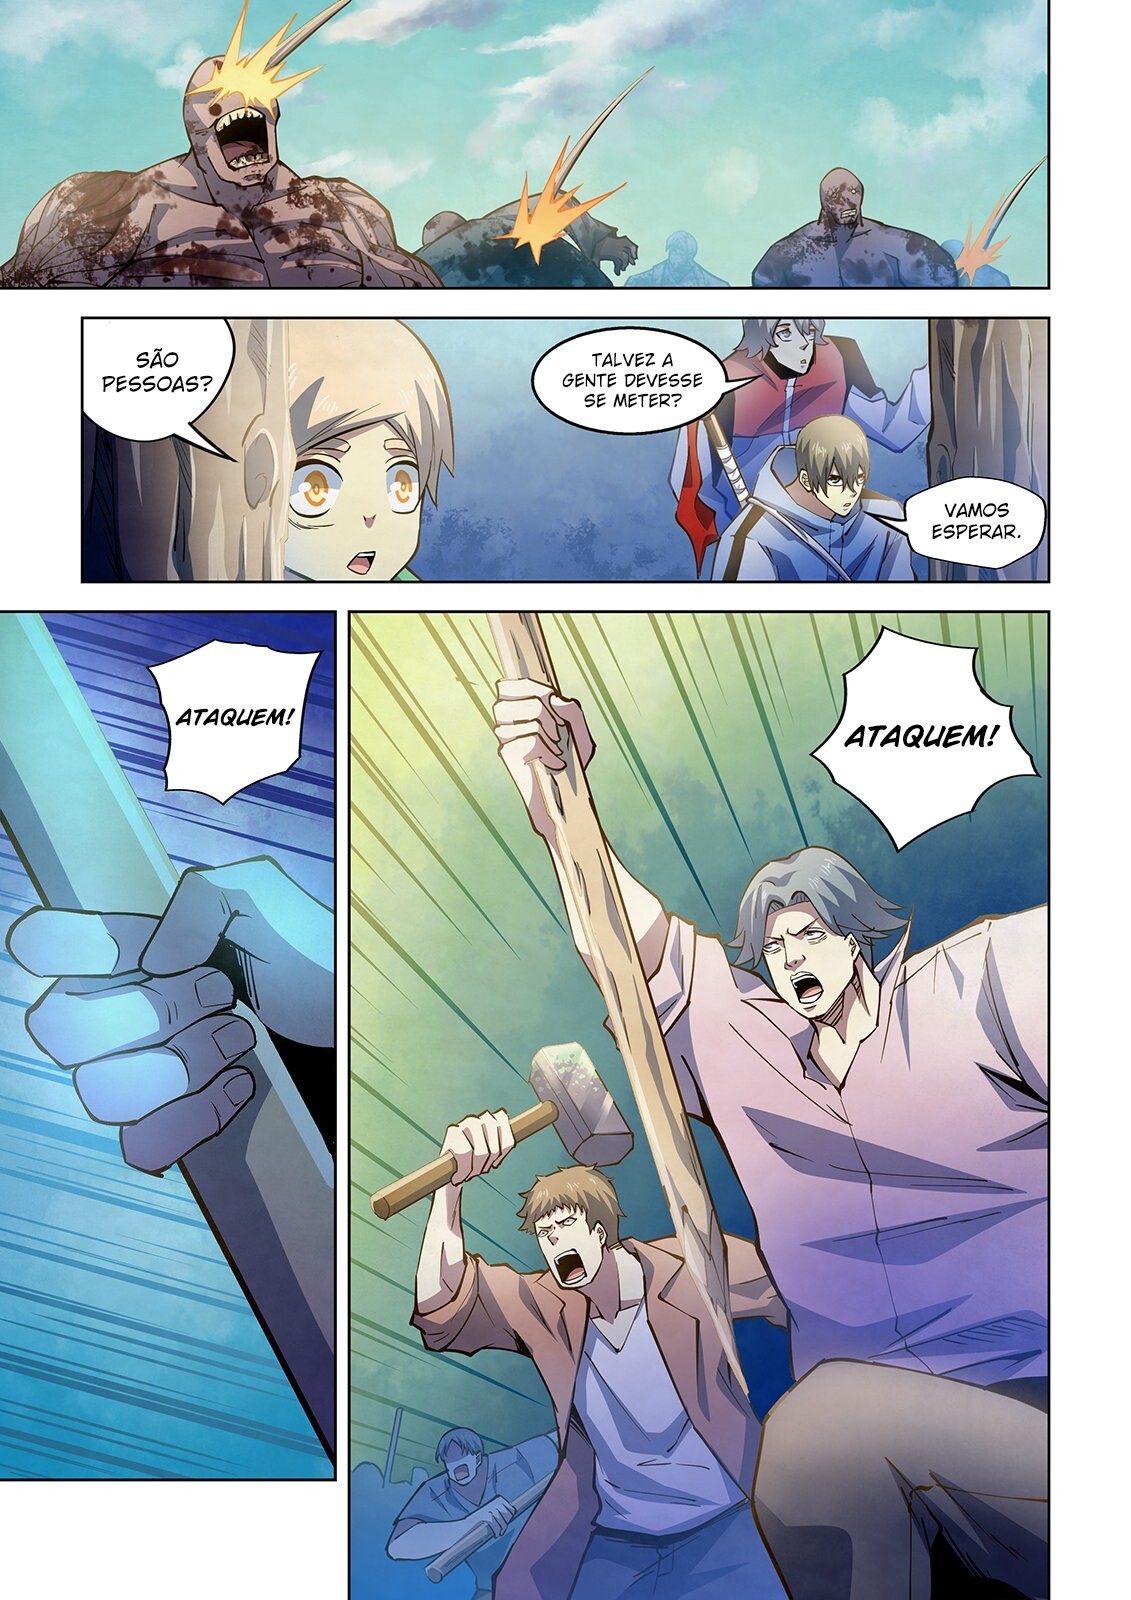 SÃO
PESSOAS?
TALVEZ A
GENTE DEVESSE
SE METER?
VAMOS
ESPERAR.
ATAQUEM!
ATAQUEM!